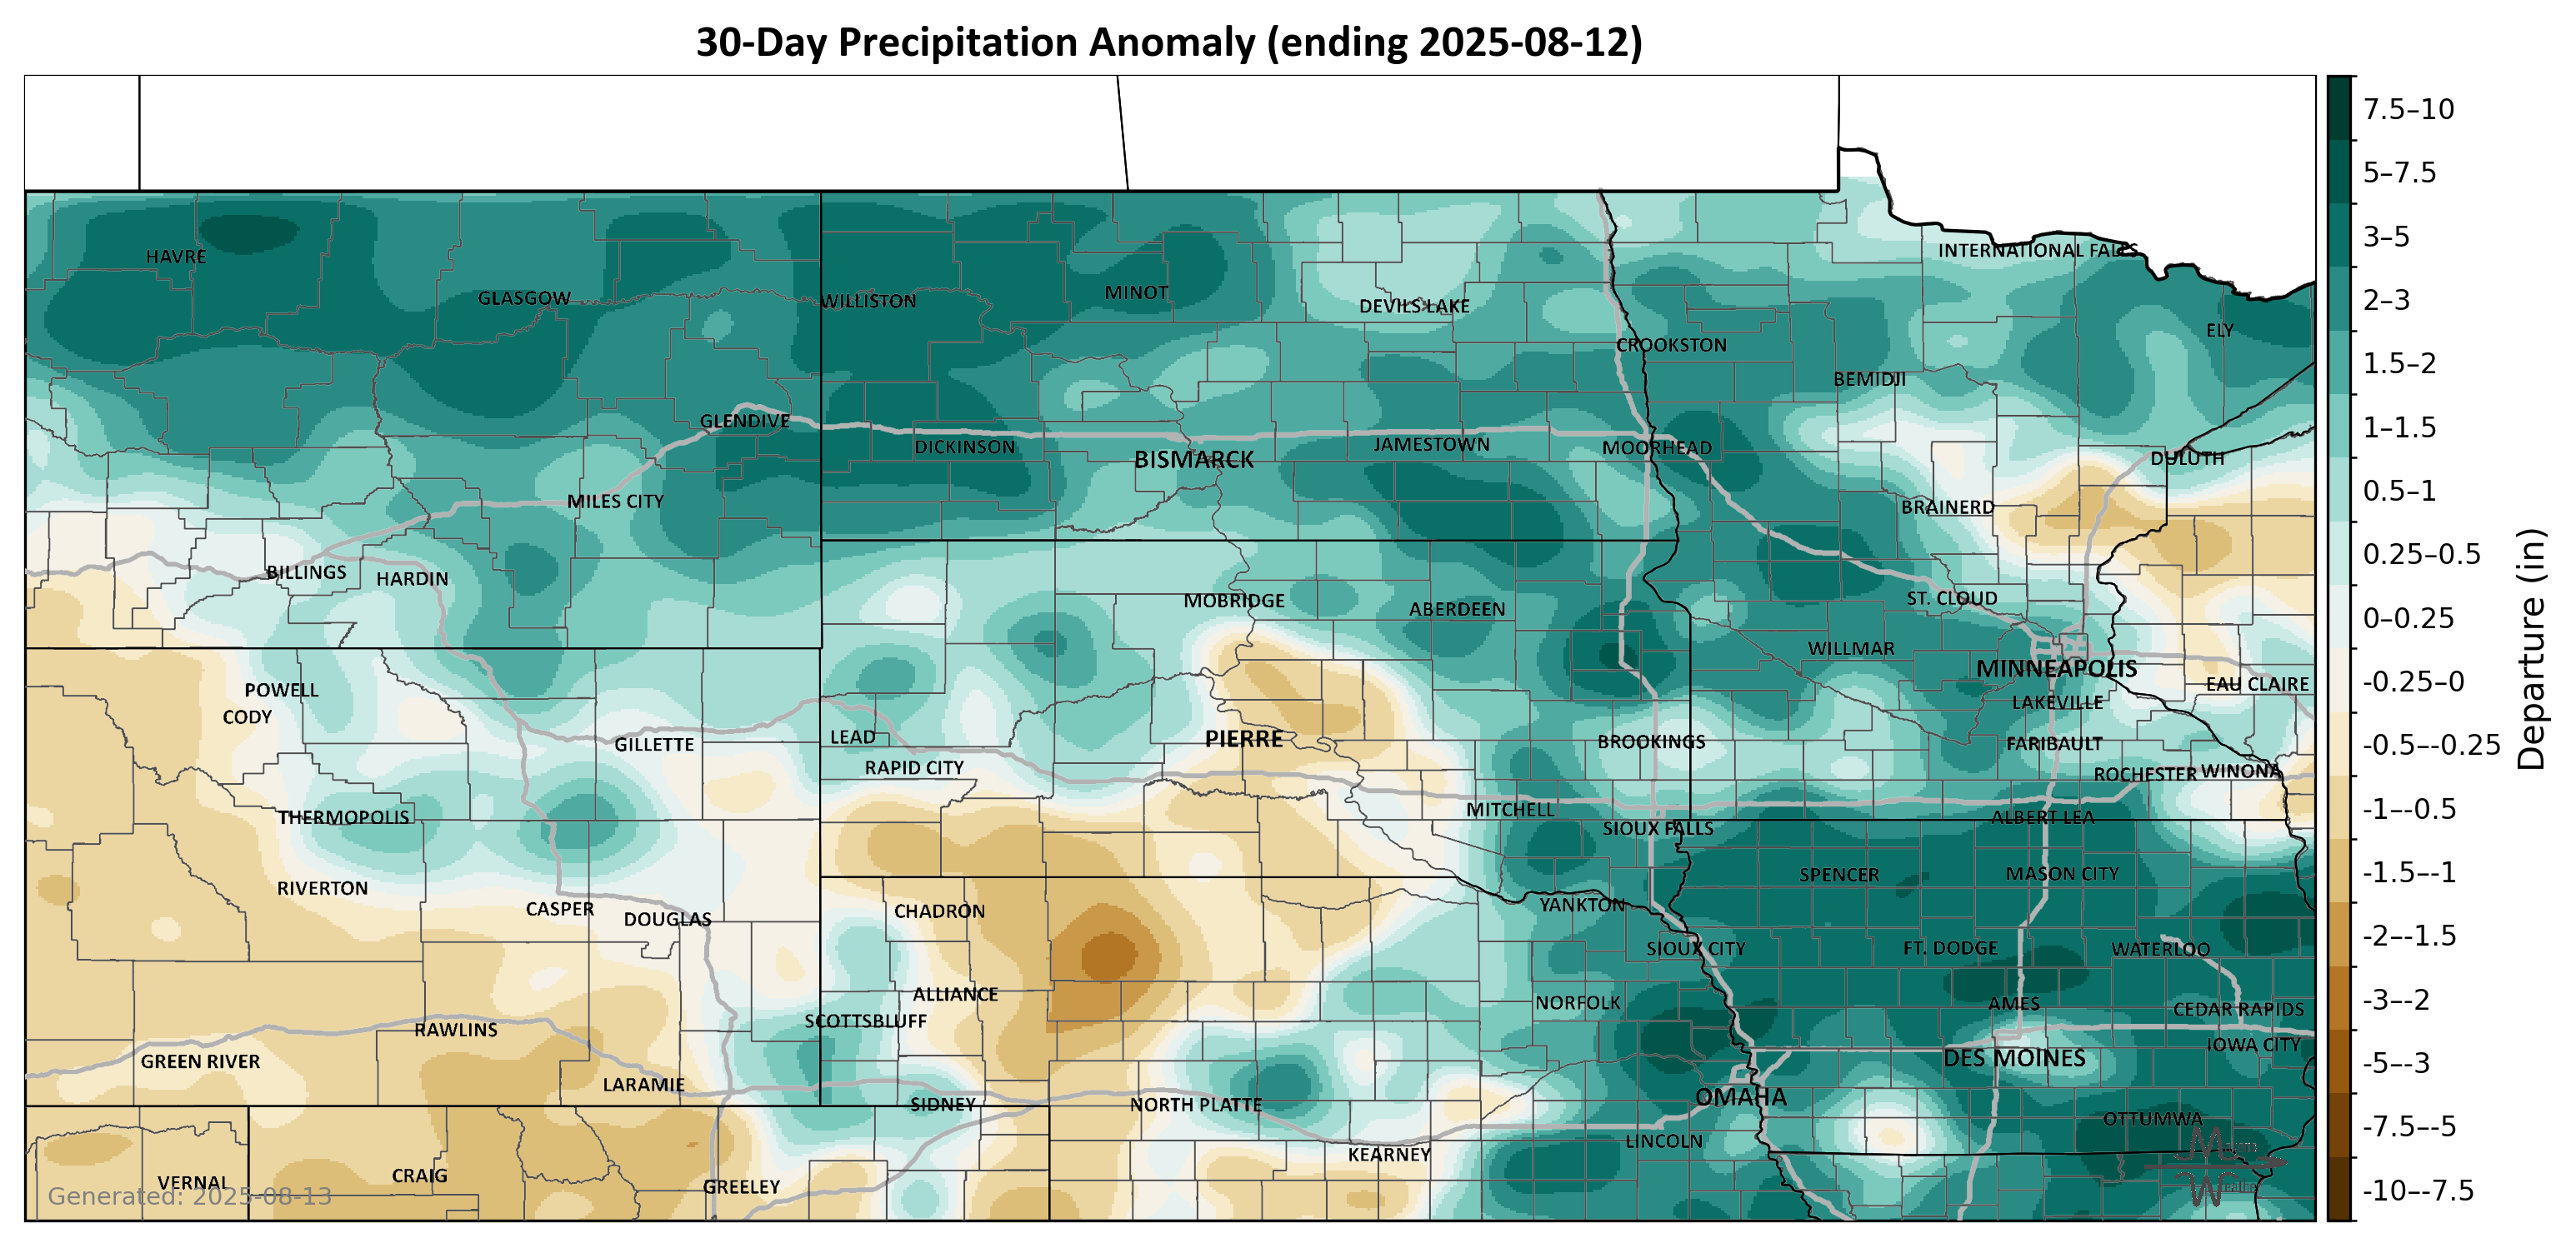 30-Day Precipitation Anomaly (ending 2025-08-12)
7.5–10
5–7.5
3–5
2–3
1.5–2
1–1.5
0.5–1
0.25–0.5
0–0.25
-0.25–0
-0.5–-0.25
-1–-0.5
-1.5–-1
-2–-1.5
-3–-2
-5–-3
-7.5–-5
-10–-7.5
Departure (in)
HAVRE
INTERNATIONAL FALLS
GLASGOW
WILLISTON
MINOT
DEVILS LAKE
ELY
CROOKSTON
BEMIDJI
GLENDIVE
DICKINSON
BISMARCK
JAMESTOWN
MOORHEAD
DULUTH
MILES CITY
BRAINERD
BILLINGS
HARDIN
MOBRIDGE
ABERDEEN
ST. CLOUD
WILLMAR
MINNEAPOLIS
POWELL
EAU CLAIRE
CODY
LAKEVILLE
GILLETTE
LEAD
PIERRE
BROOKINGS
FARIBAULT
RAPID CITY
ROCHESTER
WINONA
THERMOPOLIS
MITCHELL
SIOUX FALLS
ALBERT LEA
RIVERTON
SPENCER
MASON CITY
CASPER
DOUGLAS
CHADRON
YANKTON
SIOUX CITY
FT. DODGE
WATERLOO
ALLIANCE
NORFOLK
AMES
CEDAR RAPIDS
SCOTTSBLUFF
RAWLINS
IOWA CITY
GREEN RIVER
DES MOINES
LARAMIE
SIDNEY
NORTH PLATTE
OMAHA
OTTUMWA
LINCOLN
KEARNEY
VERNAL
CRAIG
GREELEY
Generated: 2025-08-13